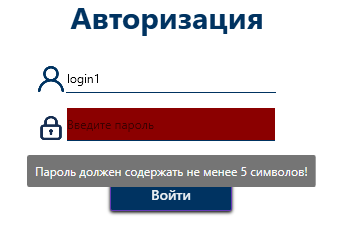 Авторизация
login1
Введите пароль
Пароль должен содержать не менее 5 символов!
Войти